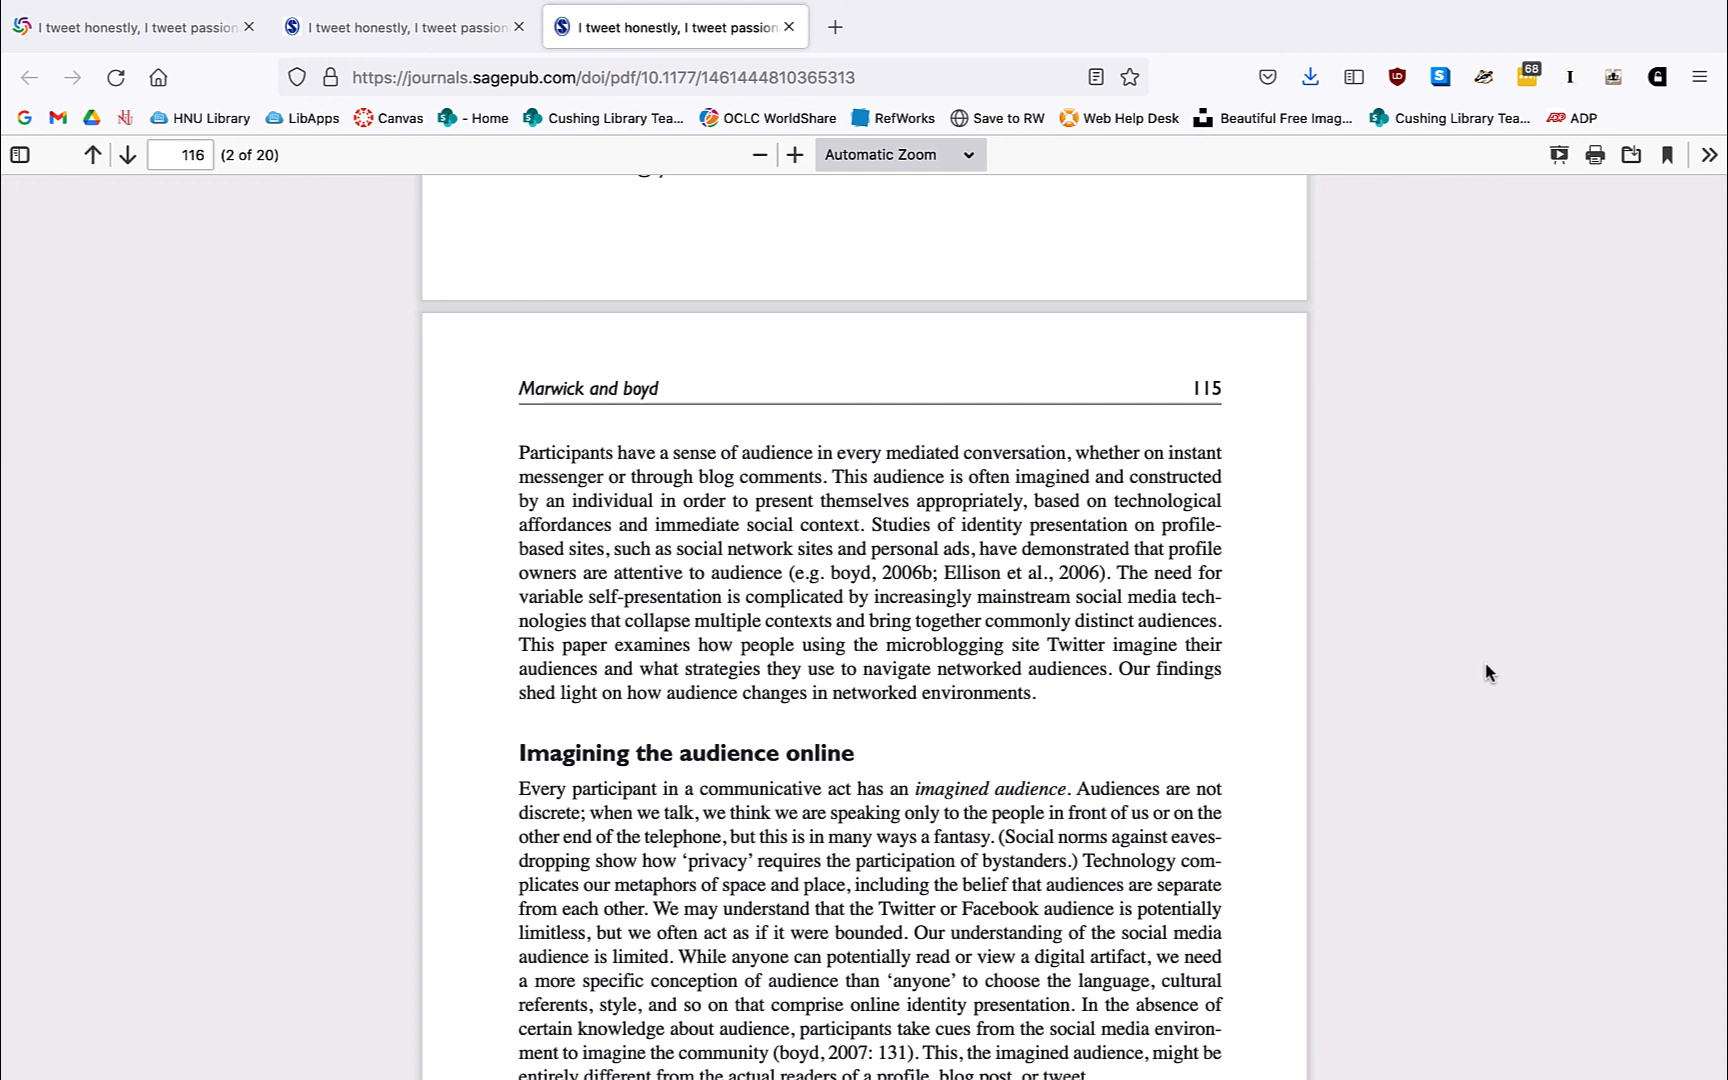 I tweet honestly, I tweet passion
I tweet honestly, I tweet passion
I tweet honestly, I tweet passion
https://journals.sagepub.com/doi/pdf/10.1177/1461444810365313
68
HNU Library
LibApps
Canvas
- Home
Cushing Library Tea...
OCLC WorldShare
RefWorks
Save to RW
Web Help Desk
Beautiful Free Imag...
Cushing Library Tea...
ADP
116 (2 of 20)
Automatic Zoom
Marwick and boyd 115
Participants have a sense of audience in every mediated conversation, whether on instant
messenger or through blog comments. This audience is often imagined and constructed
by an individual in order to present themselves appropriately, based on technological
affordances and immediate social context. Studies of identity presentation on profile-
based sites, such as social network sites and personal ads, have demonstrated that profile
owners are attentive to audience (e.g. boyd, 2006b; Ellison et al., 2006). The need for
variable self-presentation is complicated by increasingly mainstream social media tech-
nologies that collapse multiple contexts and bring together commonly distinct audiences.
This paper examines how people using the microblogging site Twitter imagine their
audiences and what strategies they use to navigate networked audiences. Our findings
shed light on how audience changes in networked environments.
Imagining the audience online
Every participant in a communicative act has an imagined audience. Audiences are not
discrete; when we talk, we think we are speaking only to the people in front of us or on the
other end of the telephone, but this is in many ways a fantasy. (Social norms against eaves-
dropping show how ‘privacy’ requires the participation of bystanders.) Technology com-
plicates our metaphors of space and place, including the belief that audiences are separate
from each other. We may understand that the Twitter or Facebook audience is potentially
limitless, but we often act as if it were bounded. Our understanding of the social media
audience is limited. While anyone can potentially read or view a digital artifact, we need
a more specific conception of audience than ‘anyone’ to choose the language, cultural
referents, style, and so on that comprise online identity presentation. In the absence of
certain knowledge about audience, participants take cues from the social media environ-
ment to imagine the community (boyd, 2007: 131). This, the imagined audience, might be
entirely different from the actual readers of a profile, blog post, or tweet.